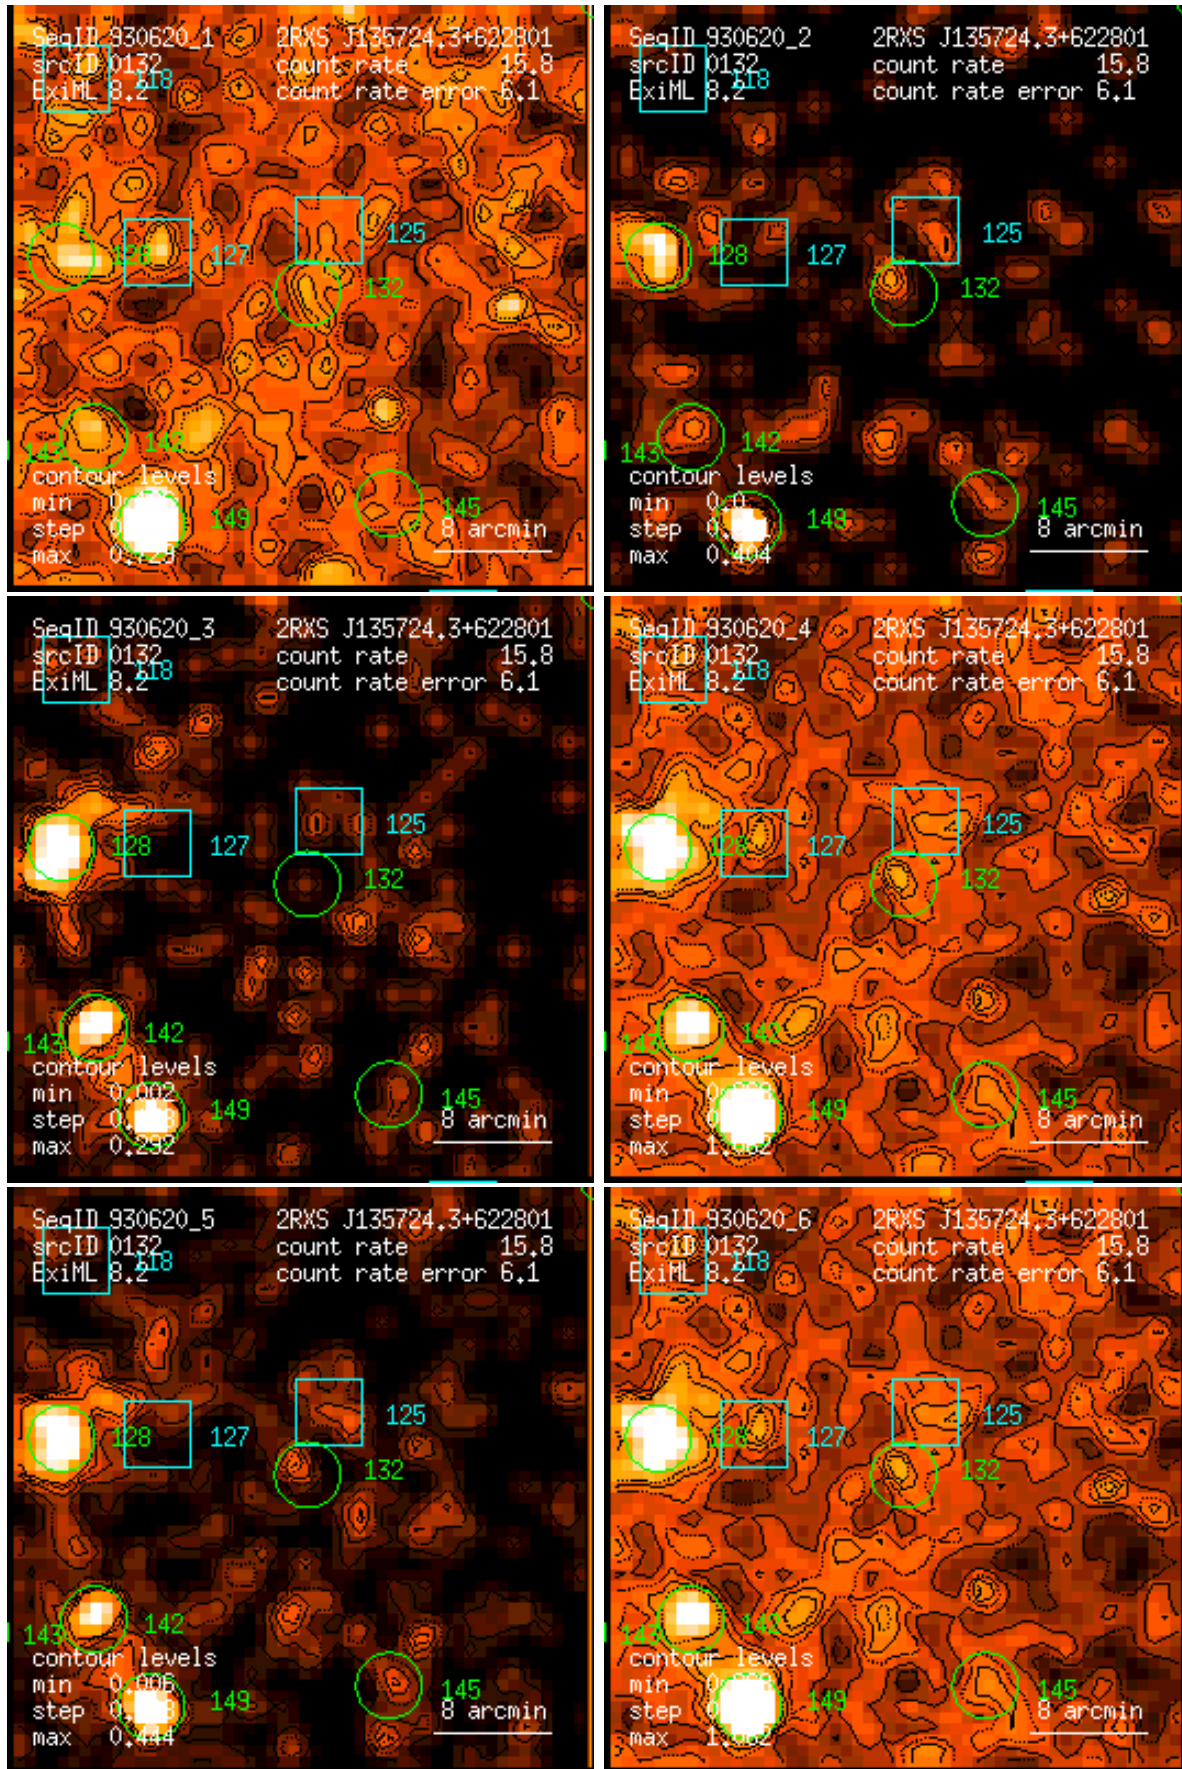 SeqID 930620_1 2RXS J135724.3+622801
srcID 0132 118 count rate 15.8
ExiML 8.2 count rate error 6.1
125
128 127
132
143 142
contour levels
min
step 149 145
max 8 arcmin
SeqID 930620_2 2RXS J135724.3+622801
srcID 0132 118 count rate 15.8
ExiML 8.2 count rate error 6.1
125
128 127
132
143 142
contour levels
min 0.0
step 149 145
max 0.404 8 arcmin
SeqID 930620_3 2RXS J135724.3+622801
srcID 0132 118 count rate 15.8
ExiML 8.2 count rate error 6.1
125
128 127
132
143 142
contour levels
min 0.002
step 149 145
max 0.292 8 arcmin
SeqID 930620_4 2RXS J135724.3+622801
srcID 0132 118 count rate 15.8
ExiML 8.2 count rate error 6.1
125
128 127
132
143 142
contour levels
min
step 149 145
max 8 arcmin
SeqID 930620_5 2RXS J135724.3+622801
srcID 0132 118 count rate 15.8
ExiML 8.2 count rate error 6.1
125
128 127
132
143 142
contour levels
min 0.006
step 149 145
max 0.444 8 arcmin
SeqID 930620_6 2RXS J135724.3+622801
srcID 0132 118 count rate 15.8
ExiML 8.2 count rate error 6.1
125
128 127
132
143 142
contour levels
min
step 149 145
max 8 arcmin